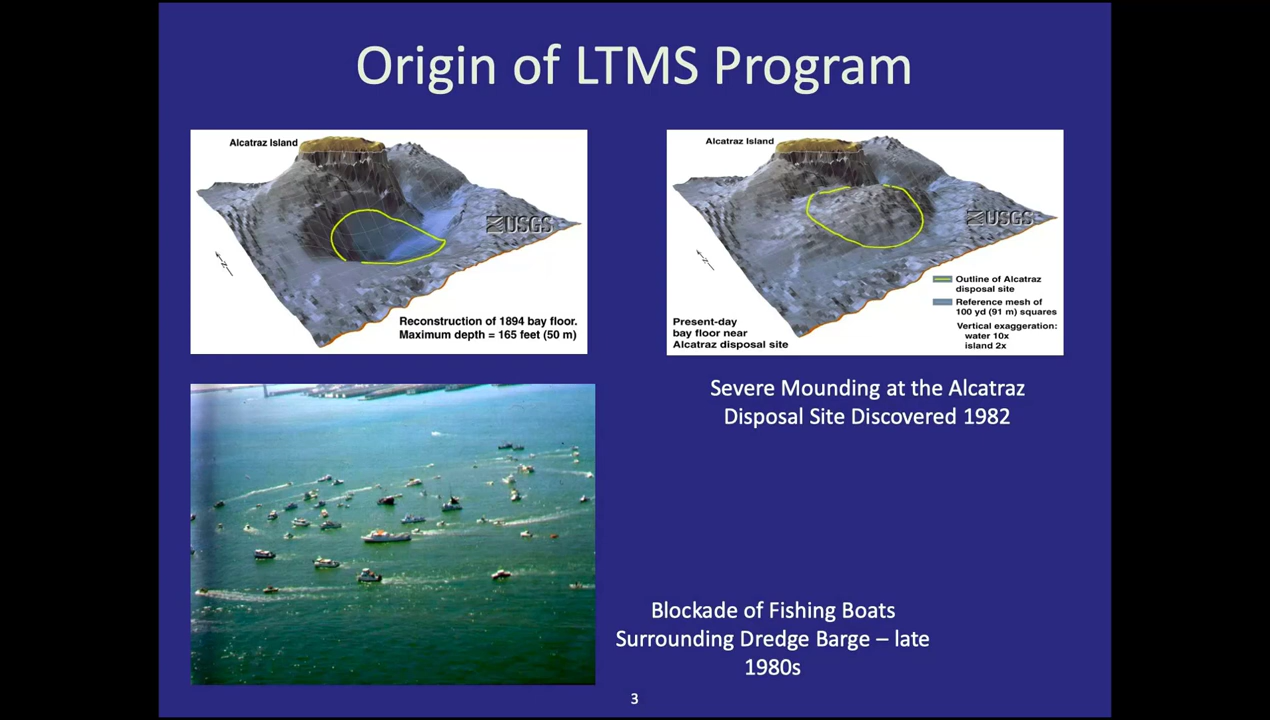 Origin of LTMS Program
Alcatraz Island
USGS
Reconstruction of 1894 bay floor.
Maximum depth = 165 feet (50 m)
Alcatraz Island
USGS
Outline of Alcatraz
disposal site
Reference mesh of
100 yd (91 m) squares
Vertical exaggeration:
water 10x
island 2x
Present-day
bay floor near
Alcatraz disposal site
Severe Mounding at the Alcatraz
Disposal Site Discovered 1982
Blockade of Fishing Boats
Surrounding Dredge Barge – late
1980s
3